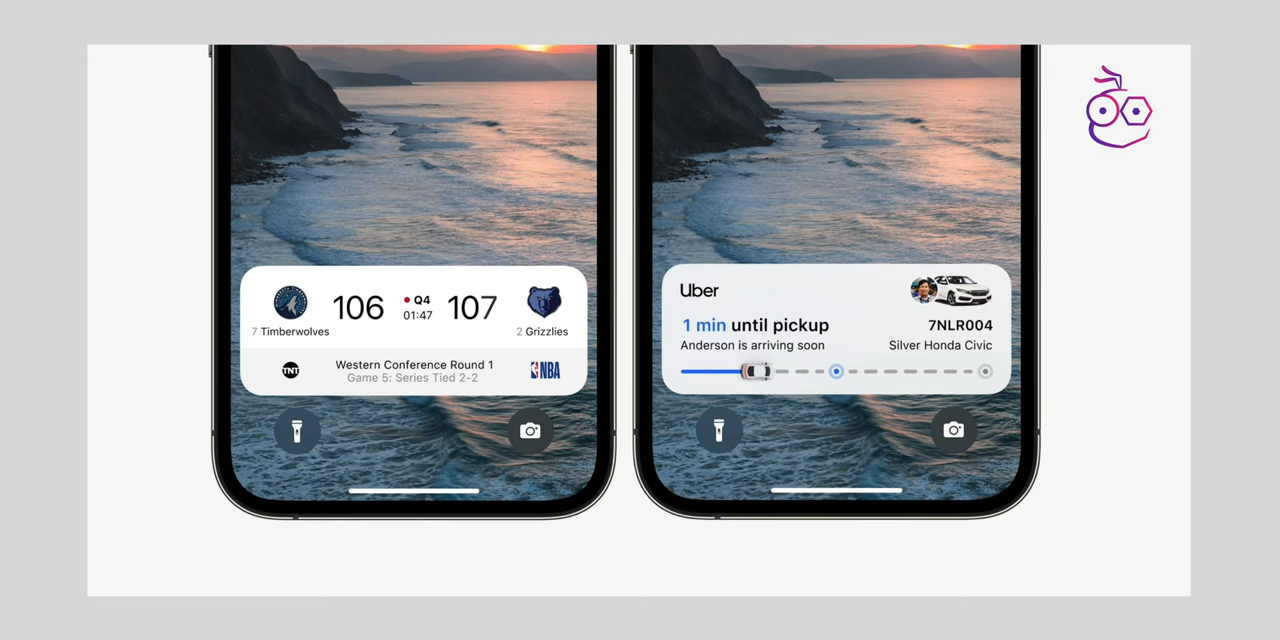 106
Q4
01:47
107
7 Timberwolves
2 Grizzlies
TNT
Western Conference Round 1
Game 5: Series Tied 2-2
NBA
Uber
1 min until pickup
7NLR004
Anderson is arriving soon
Silver Honda Civic